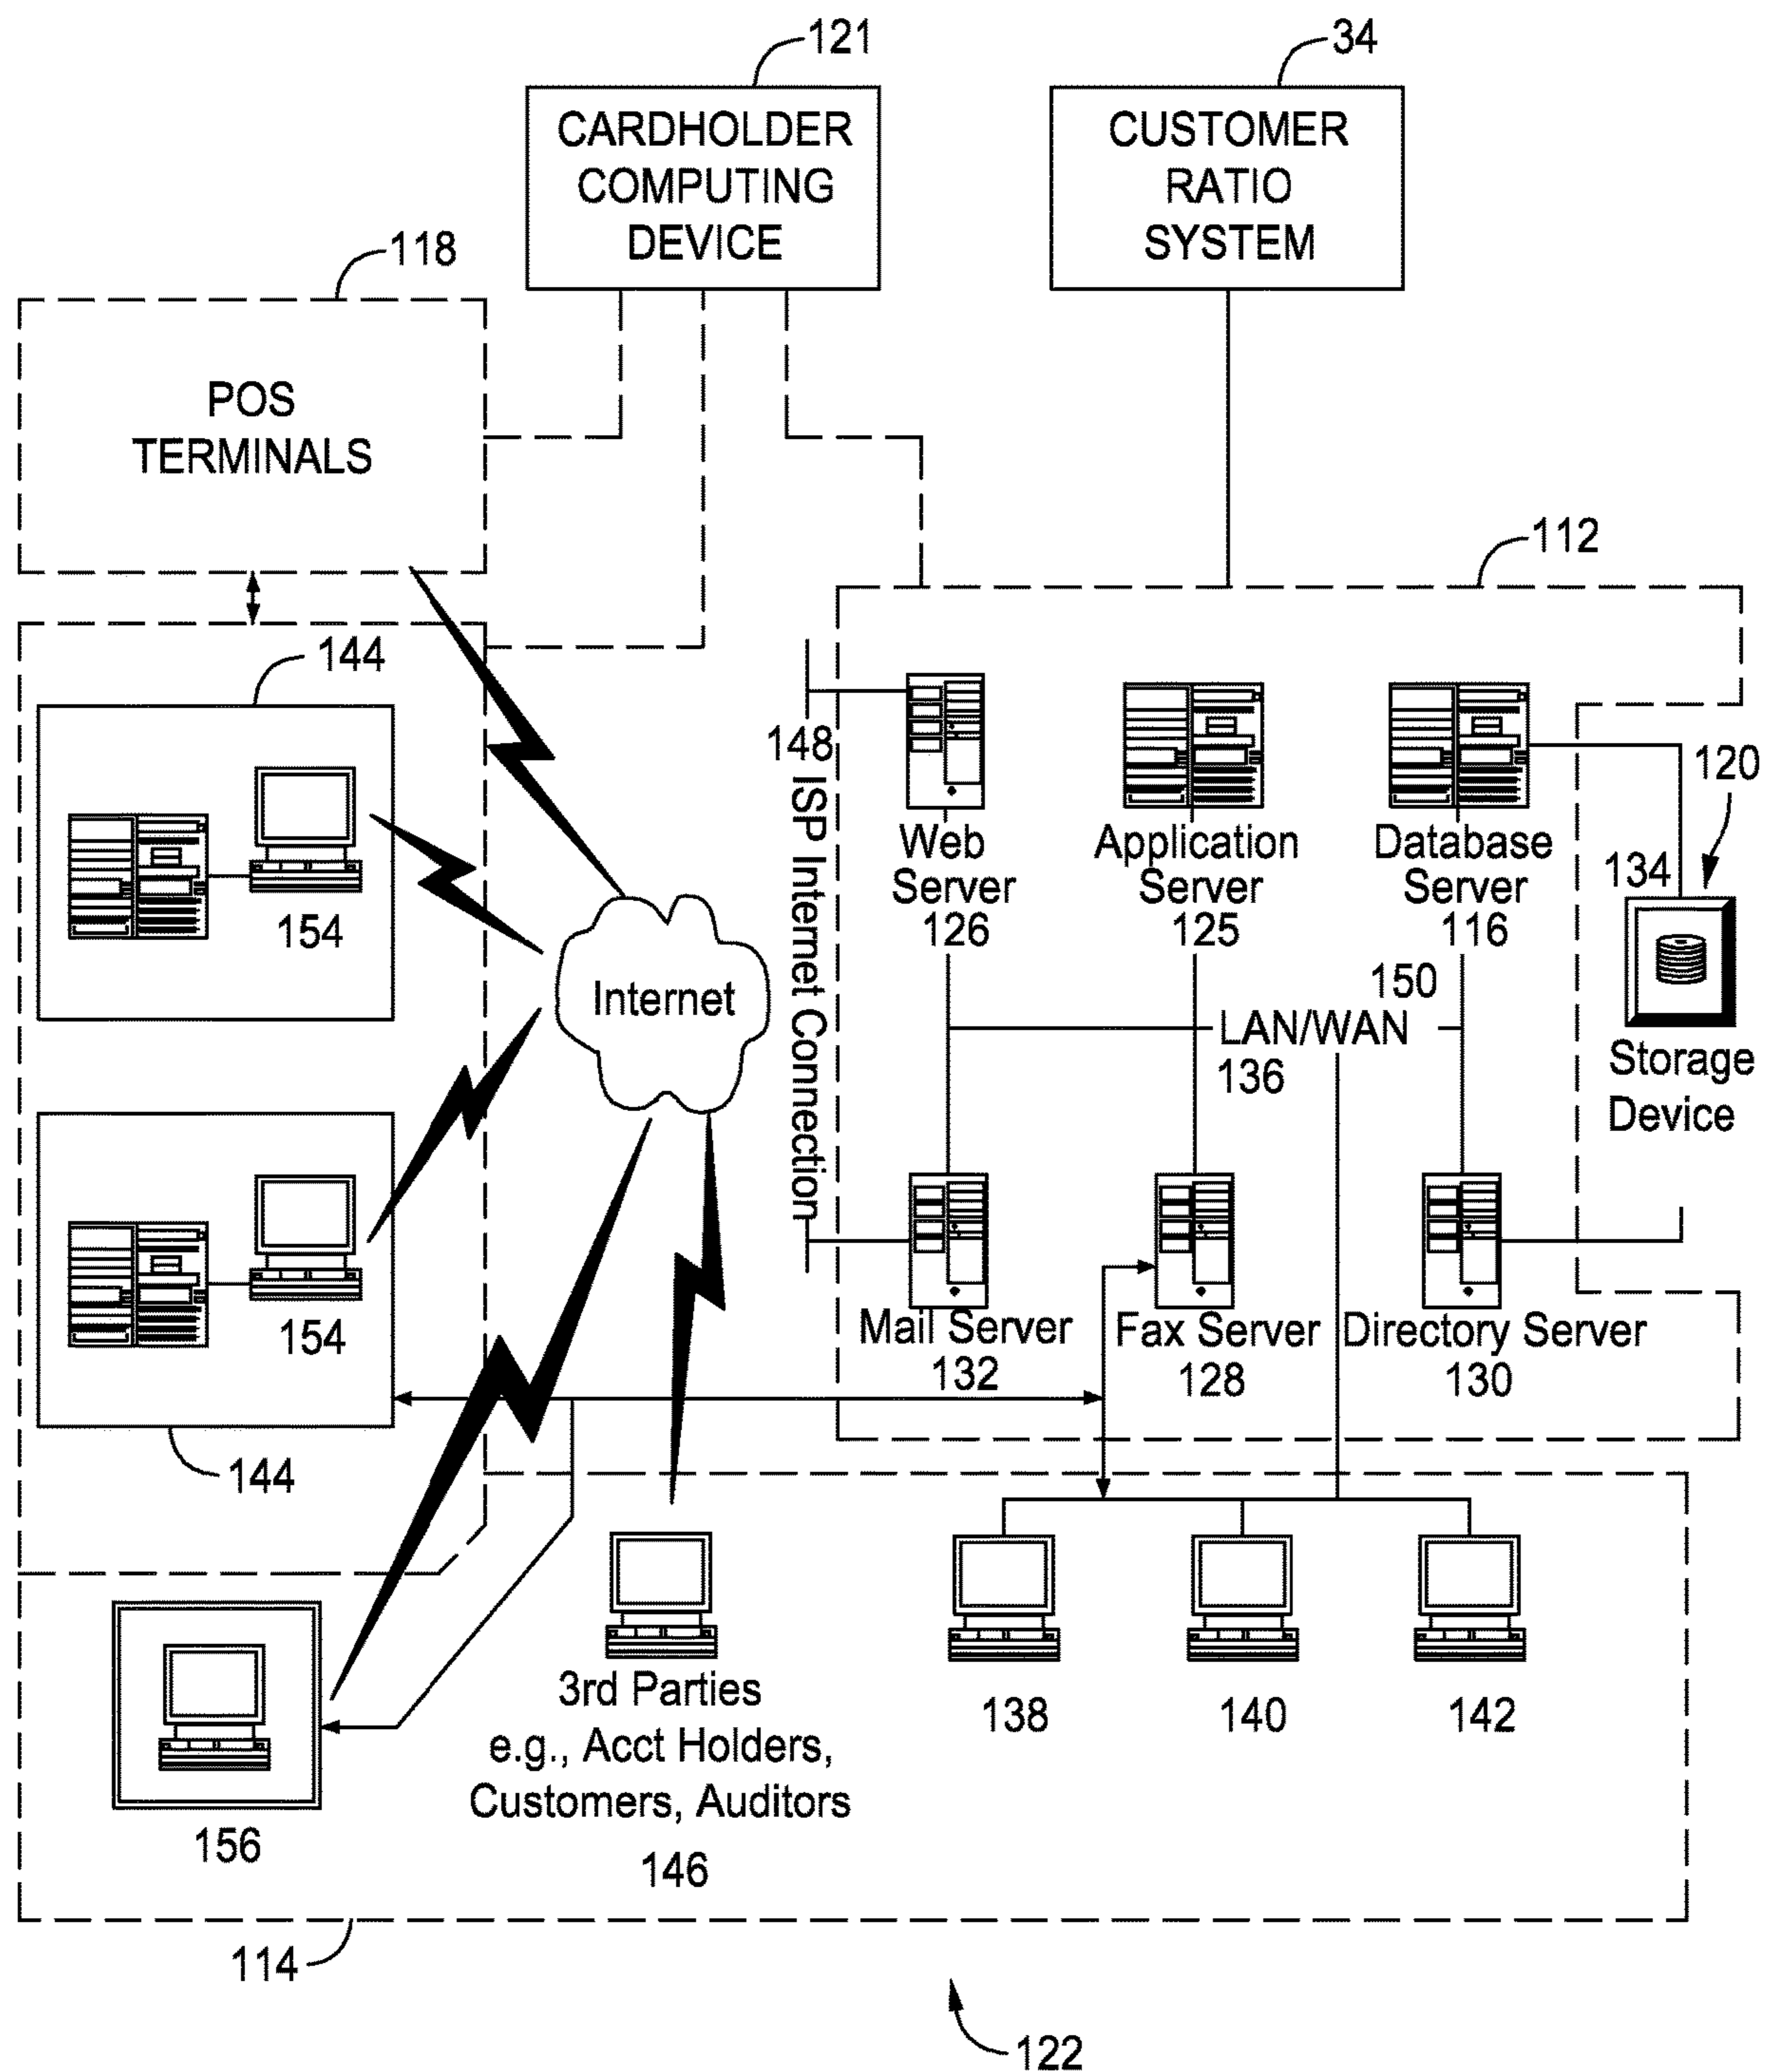 121
34
CARDHOLDER
COMPUTING
DEVICE
CUSTOMER
RATIO
SYSTEM
118
POS
TERMINALS
112
144
148
ISP Internet Connection
120
Web
Server
126
Application
Server
125
Database
Server
116
134
154
Internet
150
LAN/WAN
136
Storage
Device
154
Mail Server
132
Fax Server
128
Directory Server
130
144
3rd Parties
e.g., Acct Holders,
Customers, Auditors
146
138
140
142
156
114
122